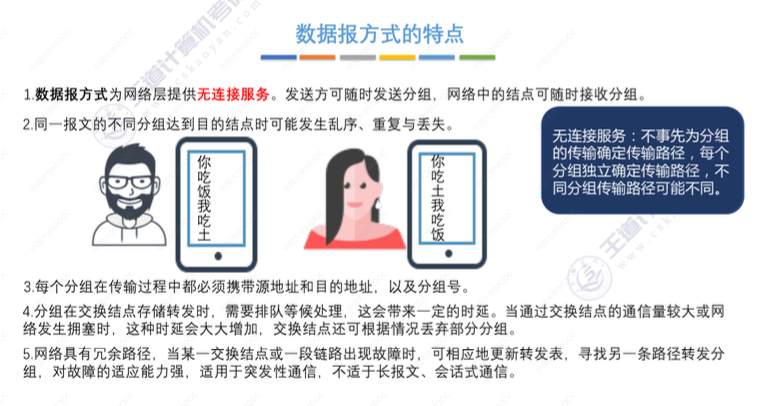 数据报方式的特点
1.数据报方式为网络层提供无连接服务。发送方可随时发送分组，网络中的结点可随时接收分组。
2.同一报文的不同分组达到目的结点时可能发生乱序、重复与丢失。
无连接服务：不事先为分组
的传输确定传输路径，每个
分组独立确定传输路径，不
同分组传输路径可能不同。
你吃饭我吃土
你吃土我吃饭
3.每个分组在传输过程中都必须携带源地址和目的地址，以及分组号。
4.分组在交换结点存储转发时，需要排队等候处理，这会带来一定的时延。当通过交换结点的通信量较大或网
络发生拥塞时，这种时延会大大增加，交换结点还可根据情况丢弃部分分组。
5.网络具有冗余路径，当某一交换结点或一段链路出现故障时，可相应地更新转发表，寻找另一条路径转发分
组，对故障的适应能力强，适用于突发性通信，不适于长报文、会话式通信。